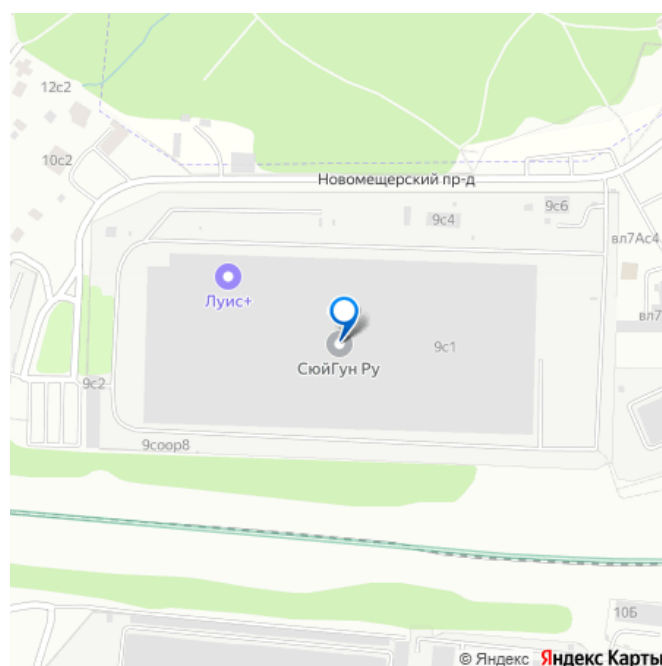 12с2
10с2
Новомещерский пр-д
9с4
9с6
вл7Ас4
Луис+
вл7
9с1
СюйГун Ру
9с2
9соор8
10Б
© Яндекс Яндекс Карты